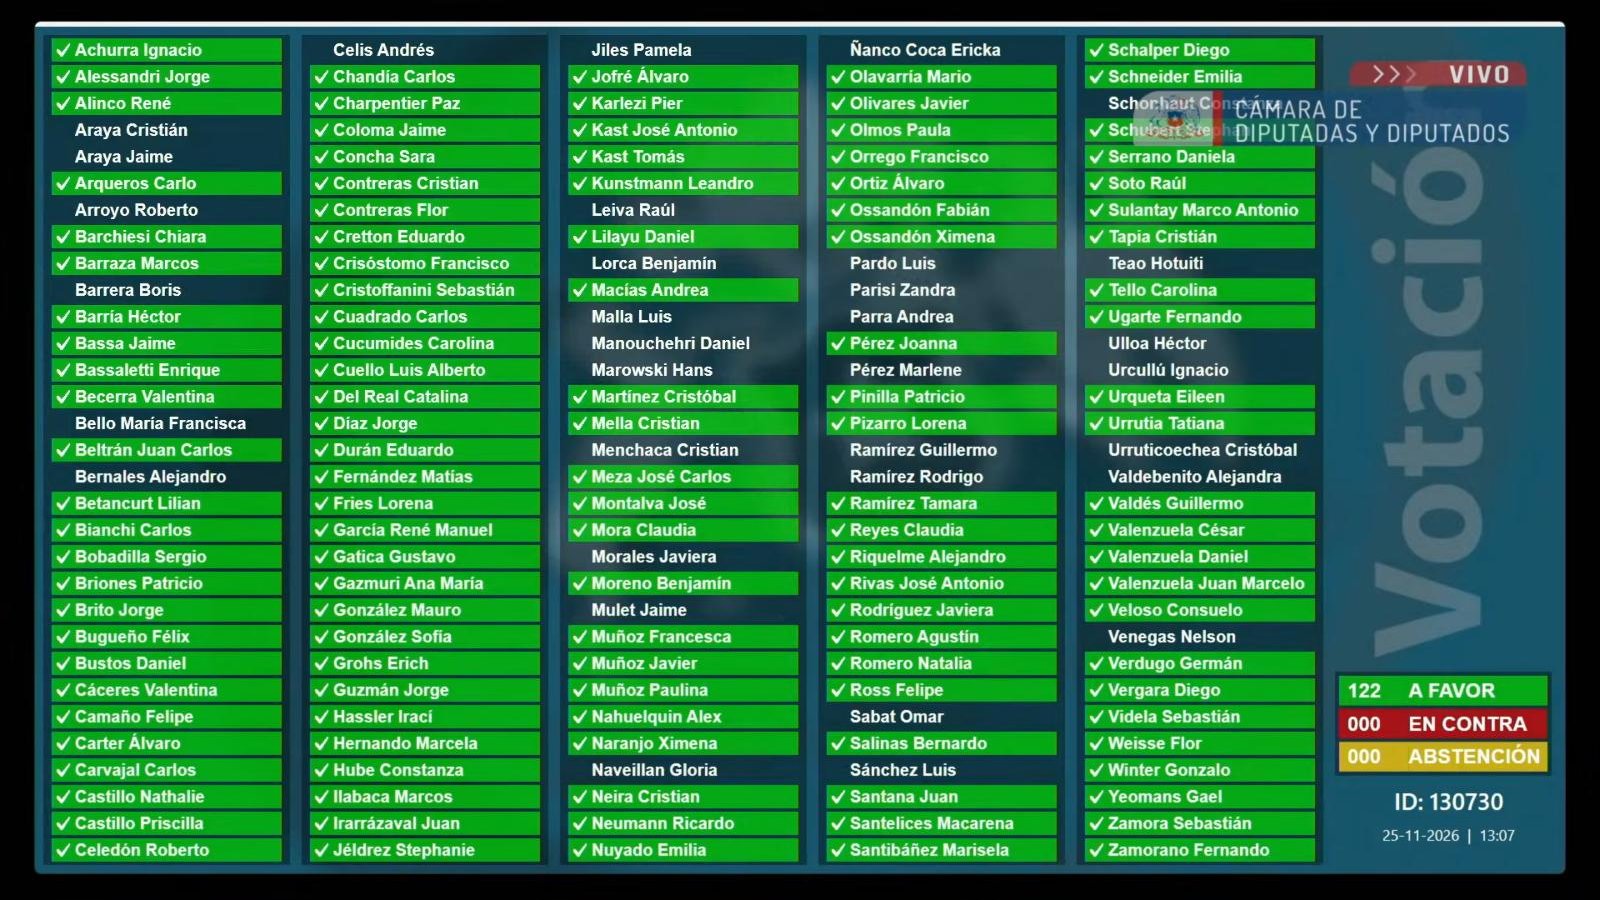 ✓ Achurra Ignacio
✓ Alessandri Jorge
✓ Alinco René
Araya Cristián
Araya Jaime
✓ Arqueros Carlo
Arroyo Roberto
✓ Barchiesi Chiara
✓ Barraza Marcos
Barrera Boris
✓ Barría Héctor
✓ Bassa Jaime
✓ Bassaletti Enrique
✓ Becerra Valentina
Bello María Francisca
✓ Beltrán Juan Carlos
Bernales Alejandro
✓ Betancurt Lilian
✓ Bianchi Carlos
✓ Bobadilla Sergio
✓ Briones Patricio
✓ Brito Jorge
✓ Bugueño Félix
✓ Bustos Daniel
✓ Cáceres Valentina
✓ Camaño Felipe
✓ Carter Álvaro
✓ Carvajal Carlos
✓ Castillo Nathalie
✓ Castillo Priscilla
✓ Celedón Roberto
Celis Andrés
✓ Chandía Carlos
✓ Charpentier Paz
✓ Coloma Jaime
✓ Concha Sara
✓ Contreras Cristian
✓ Contreras Flor
✓ Cretton Eduardo
✓ Crisóstomo Francisco
✓ Cristoffanini Sebastián
✓ Cuadrado Carlos
✓ Cucumides Carolina
✓ Cuello Luis Alberto
✓ Del Real Catalina
✓ Díaz Jorge
✓ Durán Eduardo
✓ Fernández Matías
✓ Fries Lorena
✓ García René Manuel
✓ Gatica Gustavo
✓ Gazmuri Ana María
✓ González Mauro
✓ González Sofía
✓ Grohs Erich
✓ Guzmán Jorge
✓ Hassler Irací
✓ Hernando Marcela
✓ Hube Constanza
✓ Ilabaca Marcos
✓ Irarrázaval Juan
✓ Jéldrez Stephanie
Jiles Pamela
✓ Jofré Álvaro
✓ Karlezi Pier
✓ Kast José Antonio
✓ Kast Tomás
✓ Kunstmann Leandro
Leiva Raúl
✓ Lilayu Daniel
Lorca Benjamín
✓ Macías Andrea
Malla Luis
Manouchehri Daniel
Marowski Hans
✓ Martínez Cristóbal
✓ Mella Cristian
Menchaca Cristian
✓ Meza José Carlos
✓ Montalva José
✓ Mora Claudia
Morales Javiera
✓ Moreno Benjamín
Mulet Jaime
✓ Muñoz Francesca
✓ Muñoz Javier
✓ Muñoz Paulina
✓ Nahuelquin Alex
✓ Naranjo Ximena
Naveillan Gloria
✓ Neira Cristian
✓ Neumann Ricardo
✓ Nuyado Emilia
Ñanco Coca Ericka
✓ Olavarría Mario
✓ Olivares Javier
✓ Olmos Paula
✓ Orrego Francisco
✓ Ortiz Álvaro
✓ Ossandón Fabián
✓ Ossandón Ximena
Pardo Luis
Parisi Zandra
Parra Andrea
✓ Pérez Joanna
Pérez Marlene
✓ Pinilla Patricio
✓ Pizarro Lorena
Ramírez Guillermo
Ramírez Rodrigo
✓ Ramírez Tamara
✓ Reyes Claudia
✓ Riquelme Alejandro
✓ Rivas José Antonio
✓ Rodríguez Javiera
✓ Romero Agustín
✓ Romero Natalia
✓ Ross Felipe
Sabat Omar
✓ Salinas Bernardo
Sánchez Luis
✓ Santana Juan
✓ Santelices Macarena
✓ Santibáñez Marisela
✓ Schalper Diego
✓ Schneider Emilia
✓ Serrano Daniela
✓ Soto Raúl
✓ Sulantay Marco Antonio
✓ Tapia Cristián
Teao Hotuiti
✓ Tello Carolina
✓ Ugarte Fernando
Ulloa Héctor
Urcullú Ignacio
✓ Urqueta Eileen
✓ Urrutia Tatiana
Urruticoechea Cristóbal
Valdebenito Alejandra
✓ Valdés Guillermo
✓ Valenzuela César
✓ Valenzuela Daniel
✓ Valenzuela Juan Marcelo
✓ Veloso Consuelo
Venegas Nelson
✓ Verdugo Germán
✓ Vergara Diego
✓ Videla Sebastián
✓ Weisse Flor
✓ Winter Gonzalo
✓ Yeomans Gael
✓ Zamora Sebastián
✓ Zamorano Fernando
>>> VIVO
CÁMARA DE
DIPUTADAS Y DIPUTADOS
Votación
122 A FAVOR
000 EN CONTRA
000 ABSTENCIÓN
ID: 130730
25-11-2026 | 13:07